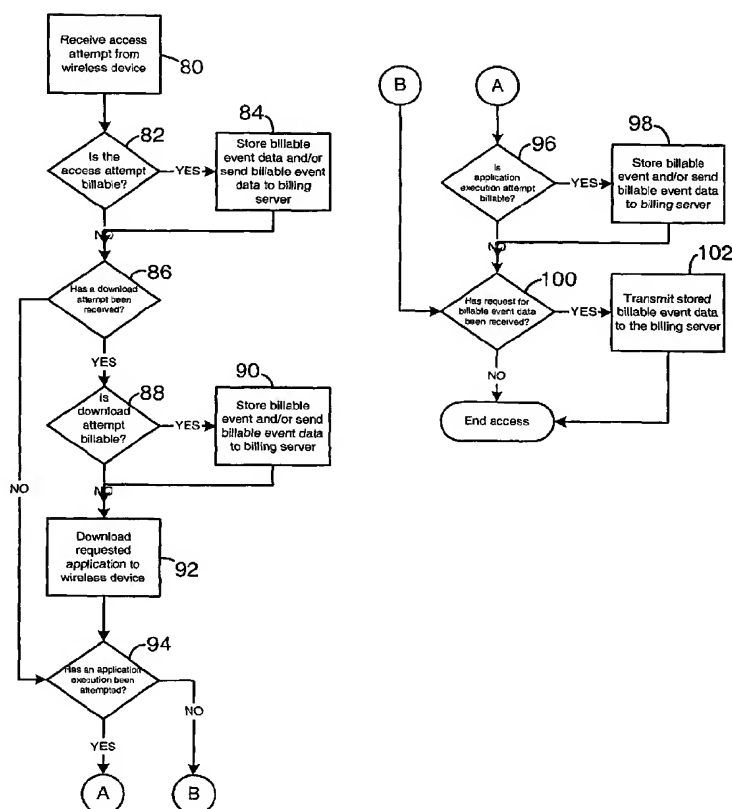 Receive access
attempt from
wireless device
80
82
Is the
access attempt
billable?
YES
84
Store billable
event data and/or
send billable event
data to billing server
NO
86
Has a download
attempt been
received?
YES
88
Is
download
attempt
billable?
YES
90
Store billable
event and/or send
billable event data
to billing server
NO
NO
Download
requested
application to
wireless device
92
94
Has an application
execution been
attempted?
NO
YES
A
B
B
A
96
Is
application
execution attempt
billable?
YES
98
Store billable
event and/or send
billable event data
to billing server
NO
100
Has request for
billable event data
been received?
YES
102
Transmit stored
billable event data
to the billing server
NO
End access